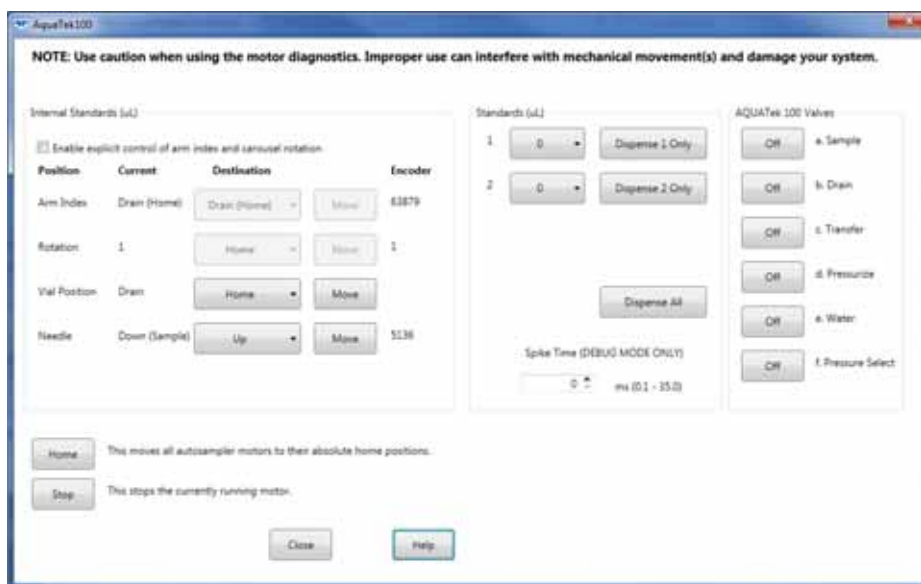 AquaTek100
NOTE: Use caution when using the motor diagnostics. Improper use can interfere with mechanical movement(s) and damage your system.
Internal Standards (uL)
Enable explicit control of arm index and carousel rotation
Position Current Destination Encoder
Arm Index Drain (Home) Drain (Home) Move 63879
Rotation 1 Home Move 1
Vial Position Drain Home Move
Needle Down (Sample) Up Move 5136
Standards (uL)
1 0 Dispense 1 Only
2 0 Dispense 2 Only
Dispense All
Spike Time (DEBUG MODE ONLY)
0 ms (0.1 - 35.0)
AQUATek 100 Valves
Off a. Sample
Off b. Drain
Off c. Transfer
Off d. Pressurize
Off e. Water
Off f. Pressure Select
Home This moves all autosampler motors to their absolute home positions.
Stop This stops the currently running motor.
Close Help